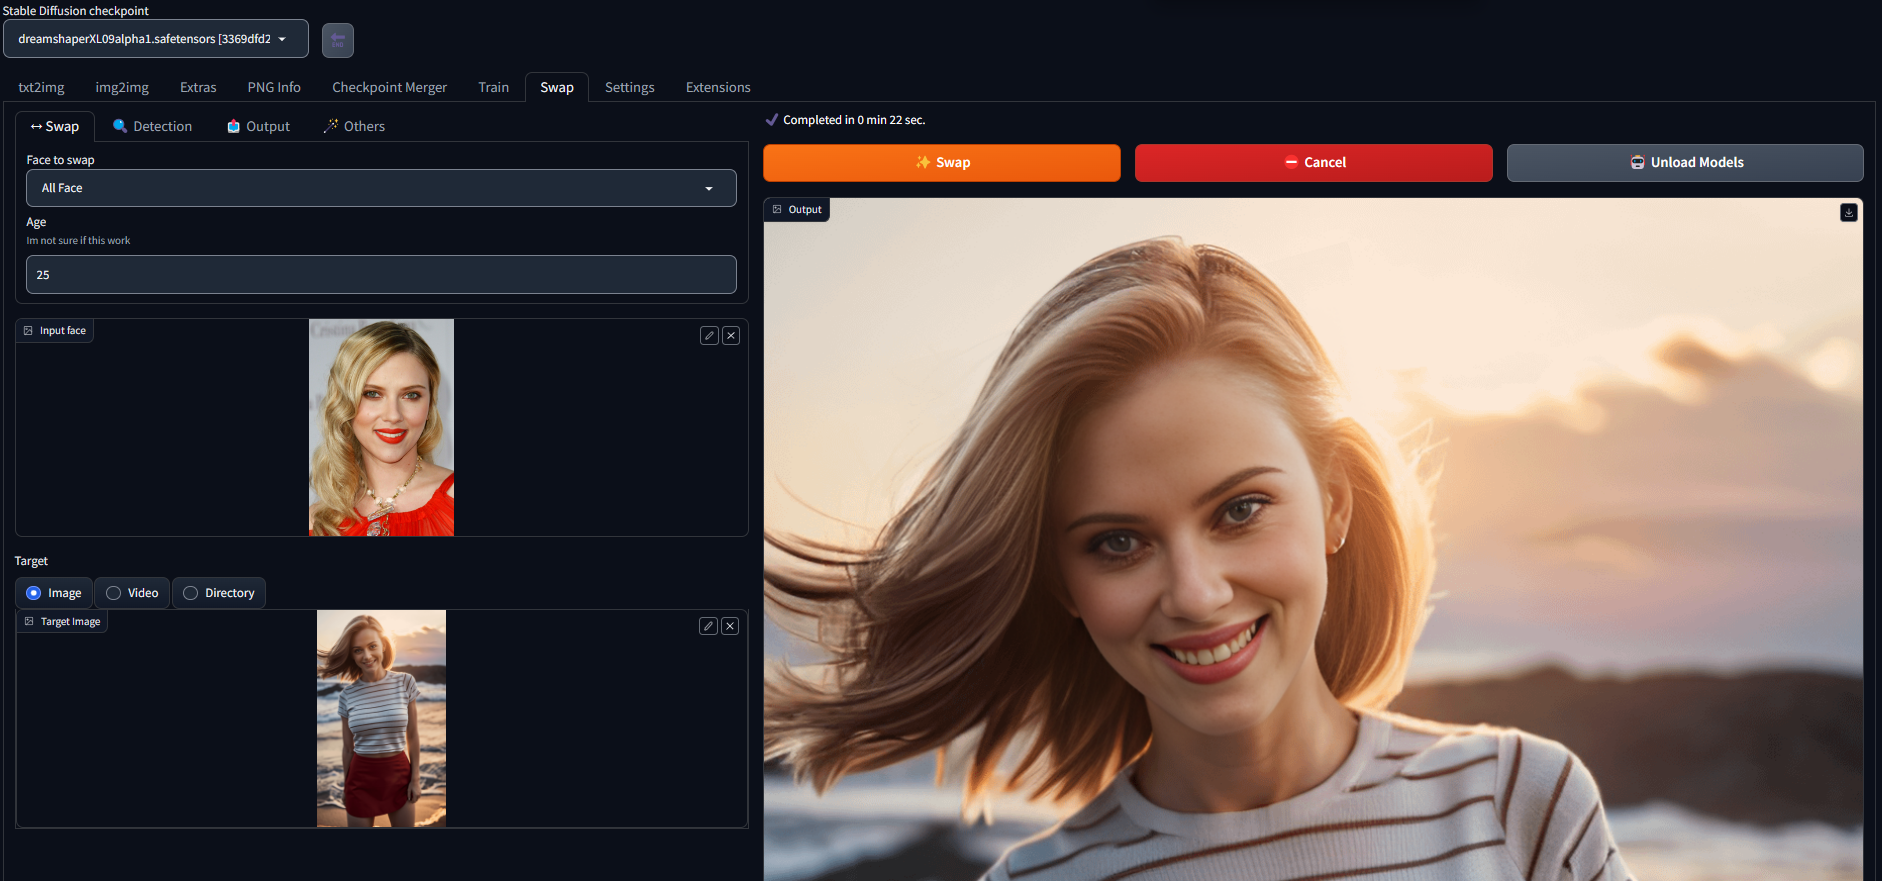 Stable Diffusion checkpoint
dreamshaperXL09alpha1.safetensors [3369dfd2
txt2img img2img Extras PNG Info Checkpoint Merger Train Swap Settings Extensions
Swap Detection Output Others
Completed in 0 min 22 sec.
Swap Cancel Unload Models
Face to swap
All Face
Age
Im not sure if this work
25
Input face
Output
Target
Image Video Directory
Target Image